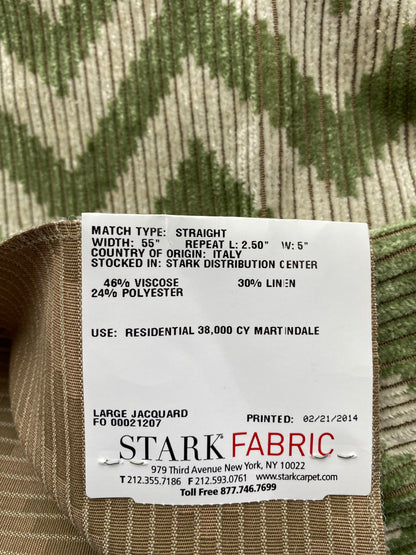 MATCH TYPE: STRAIGHT
WIDTH: 55" REPEAT L: 2.50" W: 5"
COUNTRY OF ORIGIN: ITALY
STOCKED IN: STARK DISTRIBUTION CENTER
46% VISCOSE 30% LINEN
24% POLYESTER
USE: RESIDENTIAL 38,000 CY MARTINDALE
LARGE JACQUARD
FO 00021207 PRINTED: 02/21/2014
STARK® FABRIC
979 Third Avenue New York, NY 10022
T 212.355.7186 F 212.593.0761 www.starkcarpet.com
Toll Free 877.746.7699